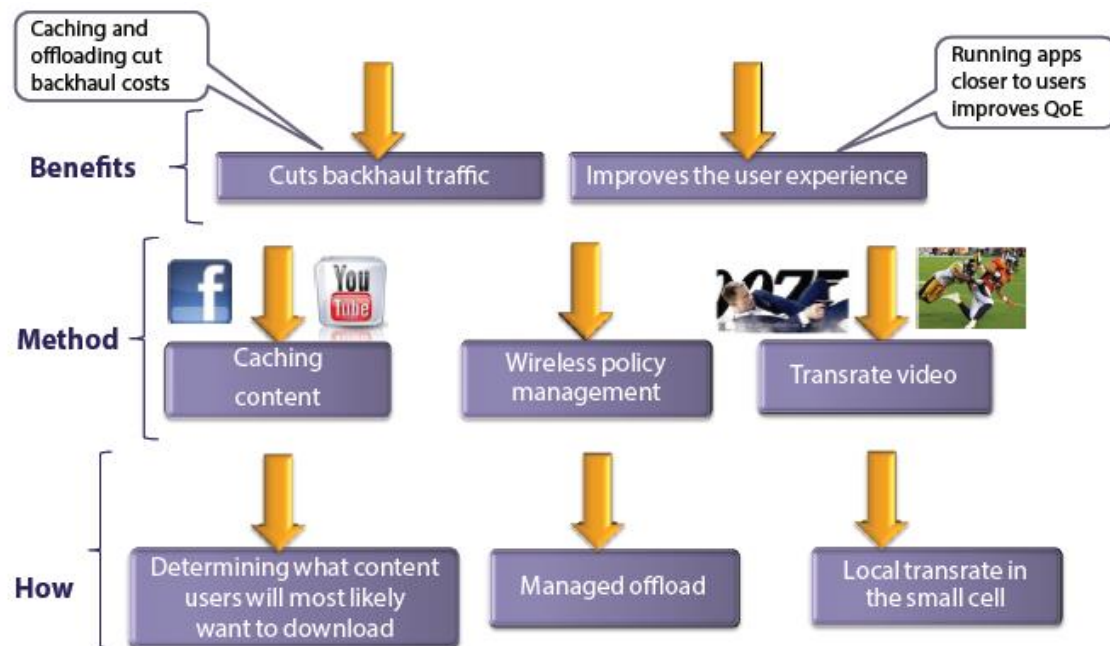 Caching and
offloading cut
backhaul costs
Running apps
closer to users
improves QoE
Benefits
Cuts backhaul traffic
Improves the user experience
Method
f
You
Tube
007
Caching
content
Wireless policy
management
Transrate video
How
Determining what content
users will most likely
want to download
Managed offload
Local transrate in
the small cell